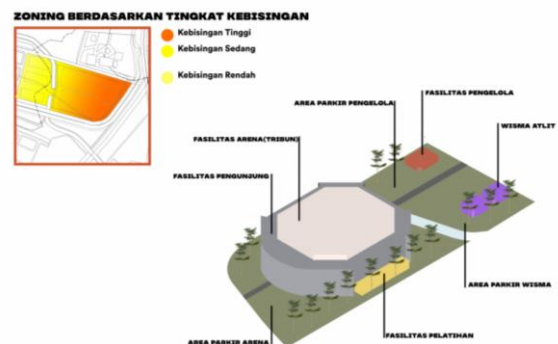 ZONING BERDASARKAN TINGKAT KEBISINGAN
Kebisingan Tinggi
Kebisingan Sedang
Kebisingan Rendah
FASILITAS PENGELOLA
AREA PARKIR PENGELOLA
WISMA ATLIT
FASILITAS ARENA(TRIBUN)
FASILITAS PENGUNJUNG
AREA PARKIR WISMA
FASILITAS PELATIHAN
AREA PARKIR ARENA